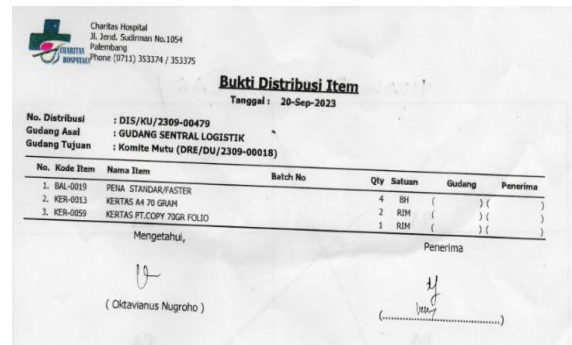 Charitas Hospital
Jl. Jend. Sudirman No.1054
Palembang
Phone (0711) 353374 / 353375
CHARITAS
HOSPITAL
Bukti Distribusi Item
Tanggal : 20-Sep-2023
No. Distribusi : DIS/KU/2309-00479
Gudang Asal : GUDANG SENTRAL LOGISTIK
Gudang Tujuan : Komite Mutu (DRE/DU/2309-00018)
No. Kode Item Nama Item Batch No Qty Satuan Gudang Penerima
1. BAL-0019 PENA STANDAR/FASTER 4 BH ( ) ( )
2. KER-0013 KERTAS A4 70 GRAM 2 RIM ( ) ( )
3. KER-0059 KERTAS PT.COPY 70GR FOLIO 1 RIM ( ) ( )
Mengetahui, Penerima
( Oktavianus Nugroho ) (..................................)